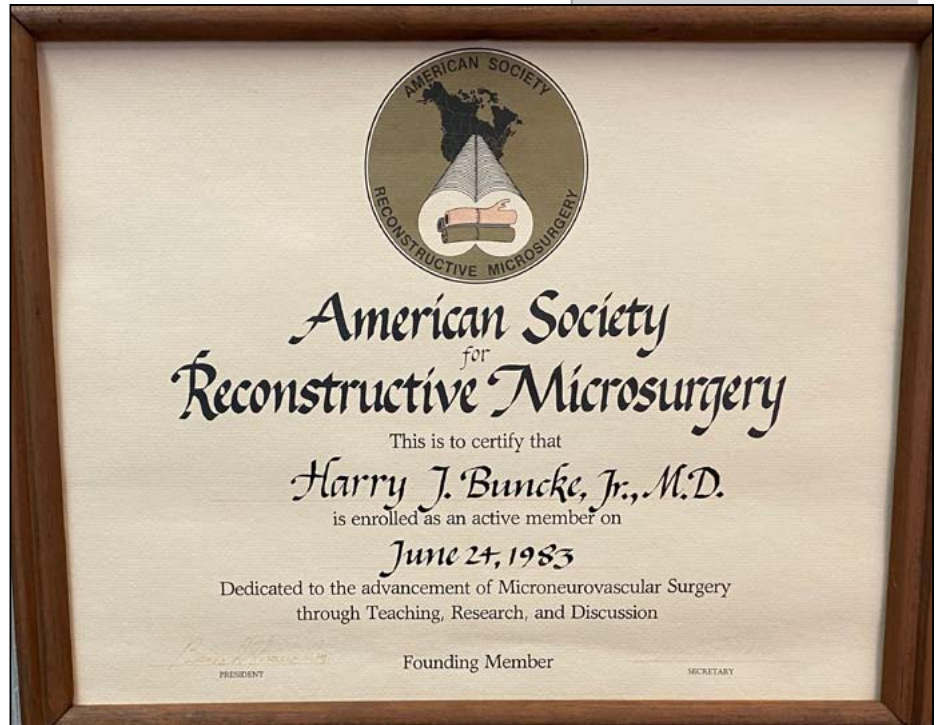 AMERICAN SOCIETY
RECONSTRUCTIVE MICROSURGERY
American Society
for
Reconstructive Microsurgery
This is to certify that
Harry J. Buncke, Jr., M.D.
is enrolled as an active member on
June 24, 1983
Dedicated to the advancement of Microneurovascular Surgery
through Teaching, Research, and Discussion
Founding Member
PRESIDENT
SECRETARY